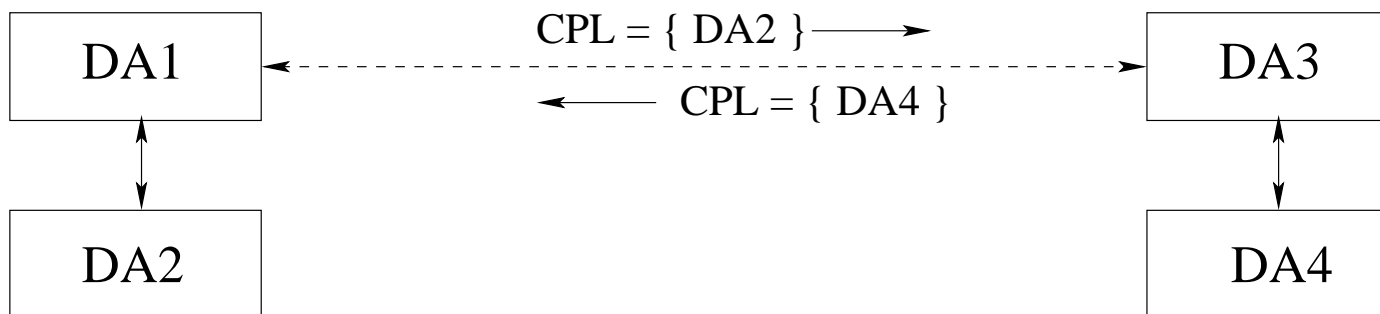 CPL = { DA2 }
DA1
DA3
CPL = { DA4 }
DA2
DA4